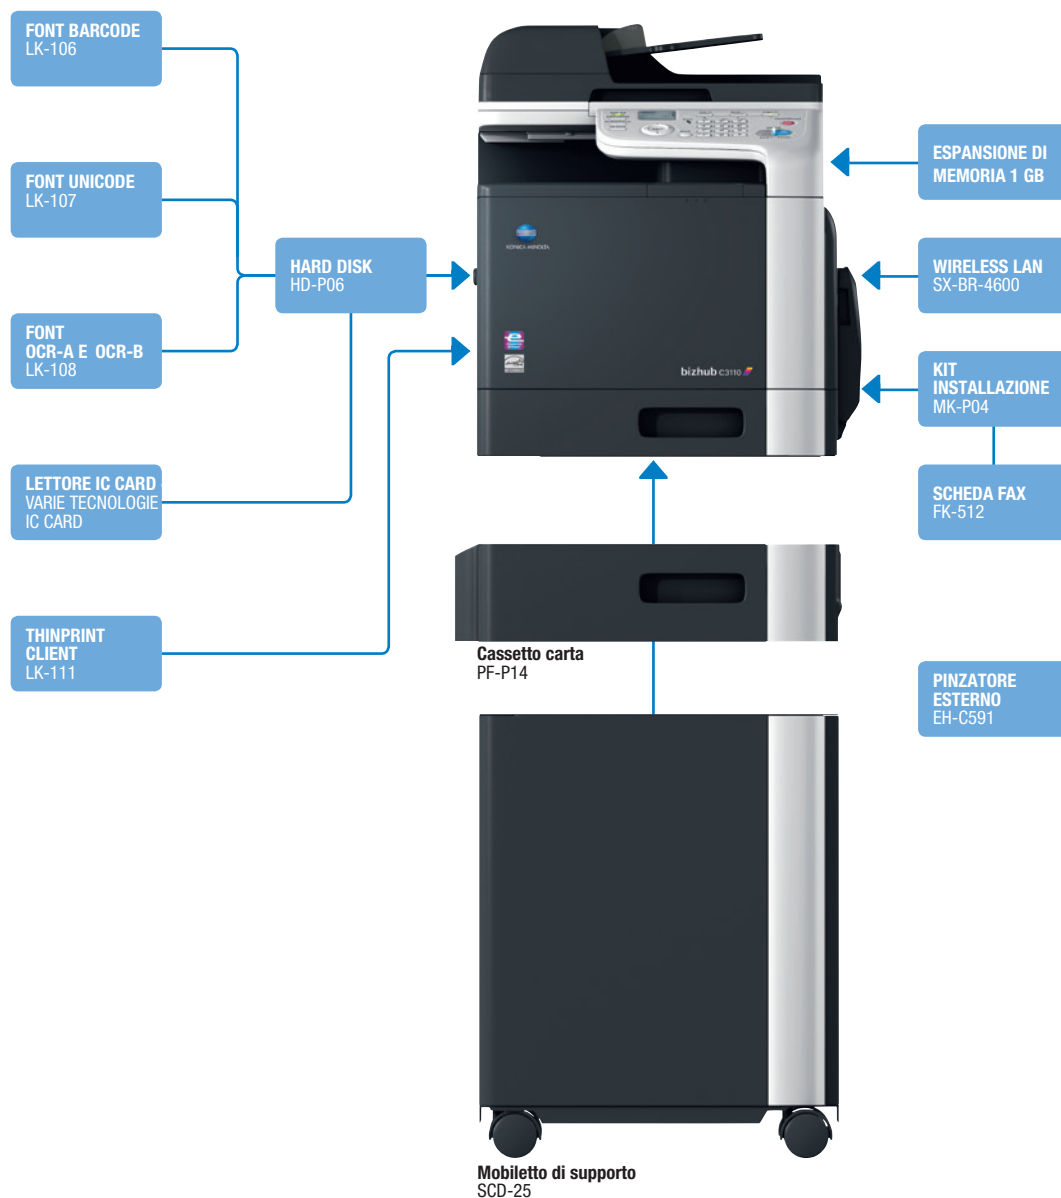 FONT BARCODE
LK-106
FONT UNICODE
LK-107
FONT
OCR-A E OCR-B
LK-108
LETTORE IC CARD
VARIE TECNOLOGIE
IC CARD
THINPRINT
CLIENT
LK-111
HARD DISK
HD-P06
KONICA MINOLTA
bizhub C3110
ESPANSIONE DI
MEMORIA 1 GB
WIRELESS LAN
SX-BR-4600
KIT
INSTALLAZIONE
MK-P04
SCHEDA FAX
FK-512
PINZATORE
ESTERNO
EH-C591
Cassetto carta
PF-P14
Mobiletto di supporto
SCD-25